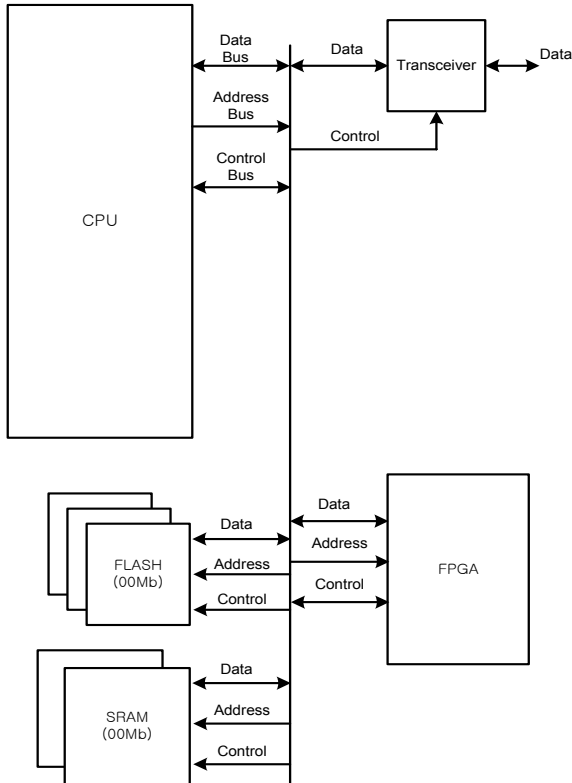 Data
Bus
Address
Bus
Control
Bus
CPU
Data
Transceiver
Data
Control
Data
FLASH
(00Mb)
Address
Control
Data
Address
Control
FPGA
Data
SRAM
(00Mb)
Address
Control